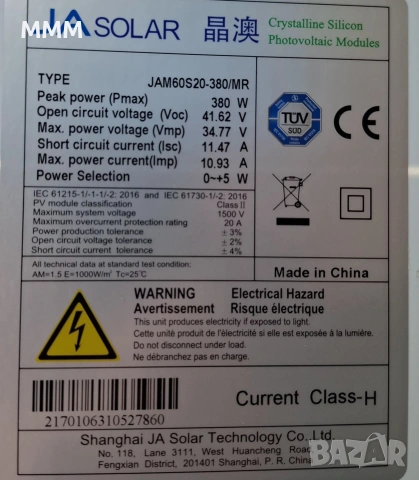 MMM
JA SOLAR 晶澳
Crystalline Silicon
Photovoltaic Modules
TYPE JAM60S20-380/MR
Peak power (Pmax) 380 W
Open circuit voltage (Voc) 41.62 V
Max. power voltage (Vmp) 34.77 V
Short circuit current (Isc) 11.47 A
Max. power current(Imp) 10.93 A
Power Selection 0~+5 W
TÜV
SÜD
IEC 61215-1/-1-1/-2: 2016 and IEC 61730-1/-2: 2016
PV module classification Class II
Maximum system voltage 1500 V
Maximum overcurrent protection rating 20 A
Power production tolerance ± 3%
Open circuit voltage tolerance ± 2%
Short circuit current tolerance ± 4%
All technical data at standard test condition:
AM=1.5 E=1000W/m² Tc=25℃
Made in China
WARNING Electrical Hazard
Avertissement Risque électrique
This unit produces electricity if exposed to light.
Cette unité produit de l'électricité si elle est exposée à la lumière.
Do not disconnect under load.
Ne débranchez pas en charge.
2170106310527860
Current Class-H
Shanghai JA Solar Technology Co., Ltd.
No. 118, Lane 3111, West Huancheng Road
Fengxian District, 201401 Shanghai, P. R. China
BAZAR